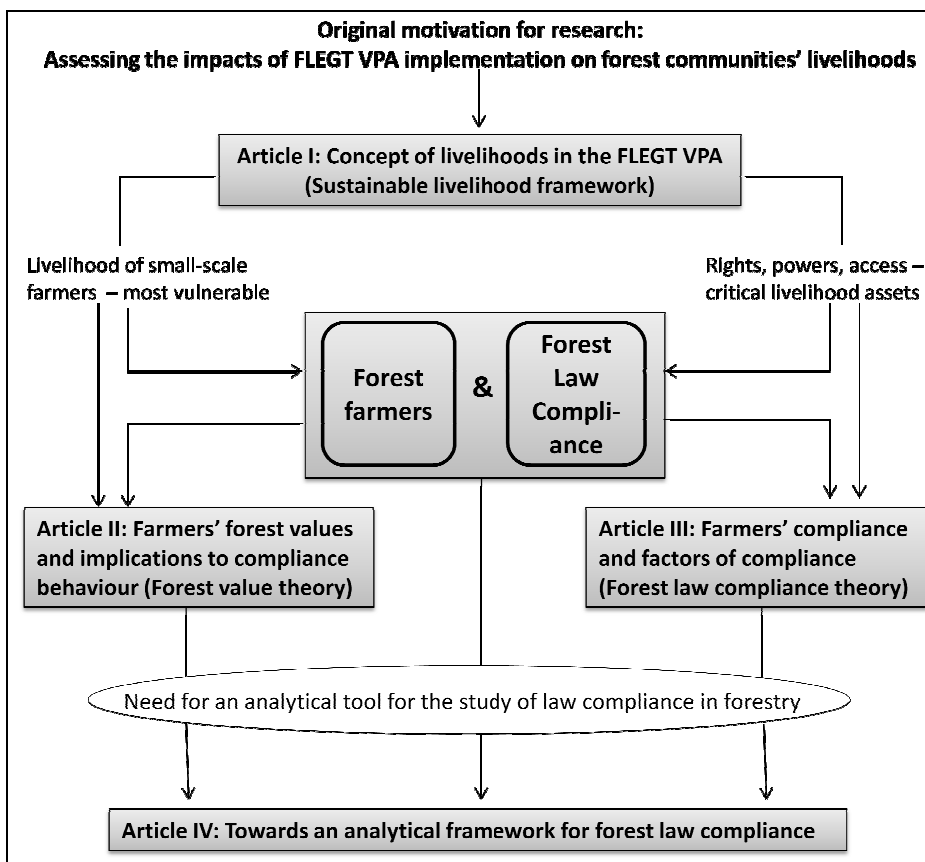 Original motivation for research:
Assessing the impacts of FLEGT VPA implementation on forest communities' livelihoods
Article I: Concept of livelihoods in the FLEGT VPA
(Sustainable livelihood framework)
Livelihood of small-scale
farmers – most vulnerable
Rights, powers, access –
critical livelihood assets
Forest
farmers
&
Forest
Law
Compli-
ance
Article II: Farmers' forest values
and implications to compliance
behaviour (Forest value theory)
Article III: Farmers' compliance
and factors of compliance
(Forest law compliance theory)
Need for an analytical tool for the study of law compliance in forestry
Article IV: Towards an analytical framework for forest law compliance